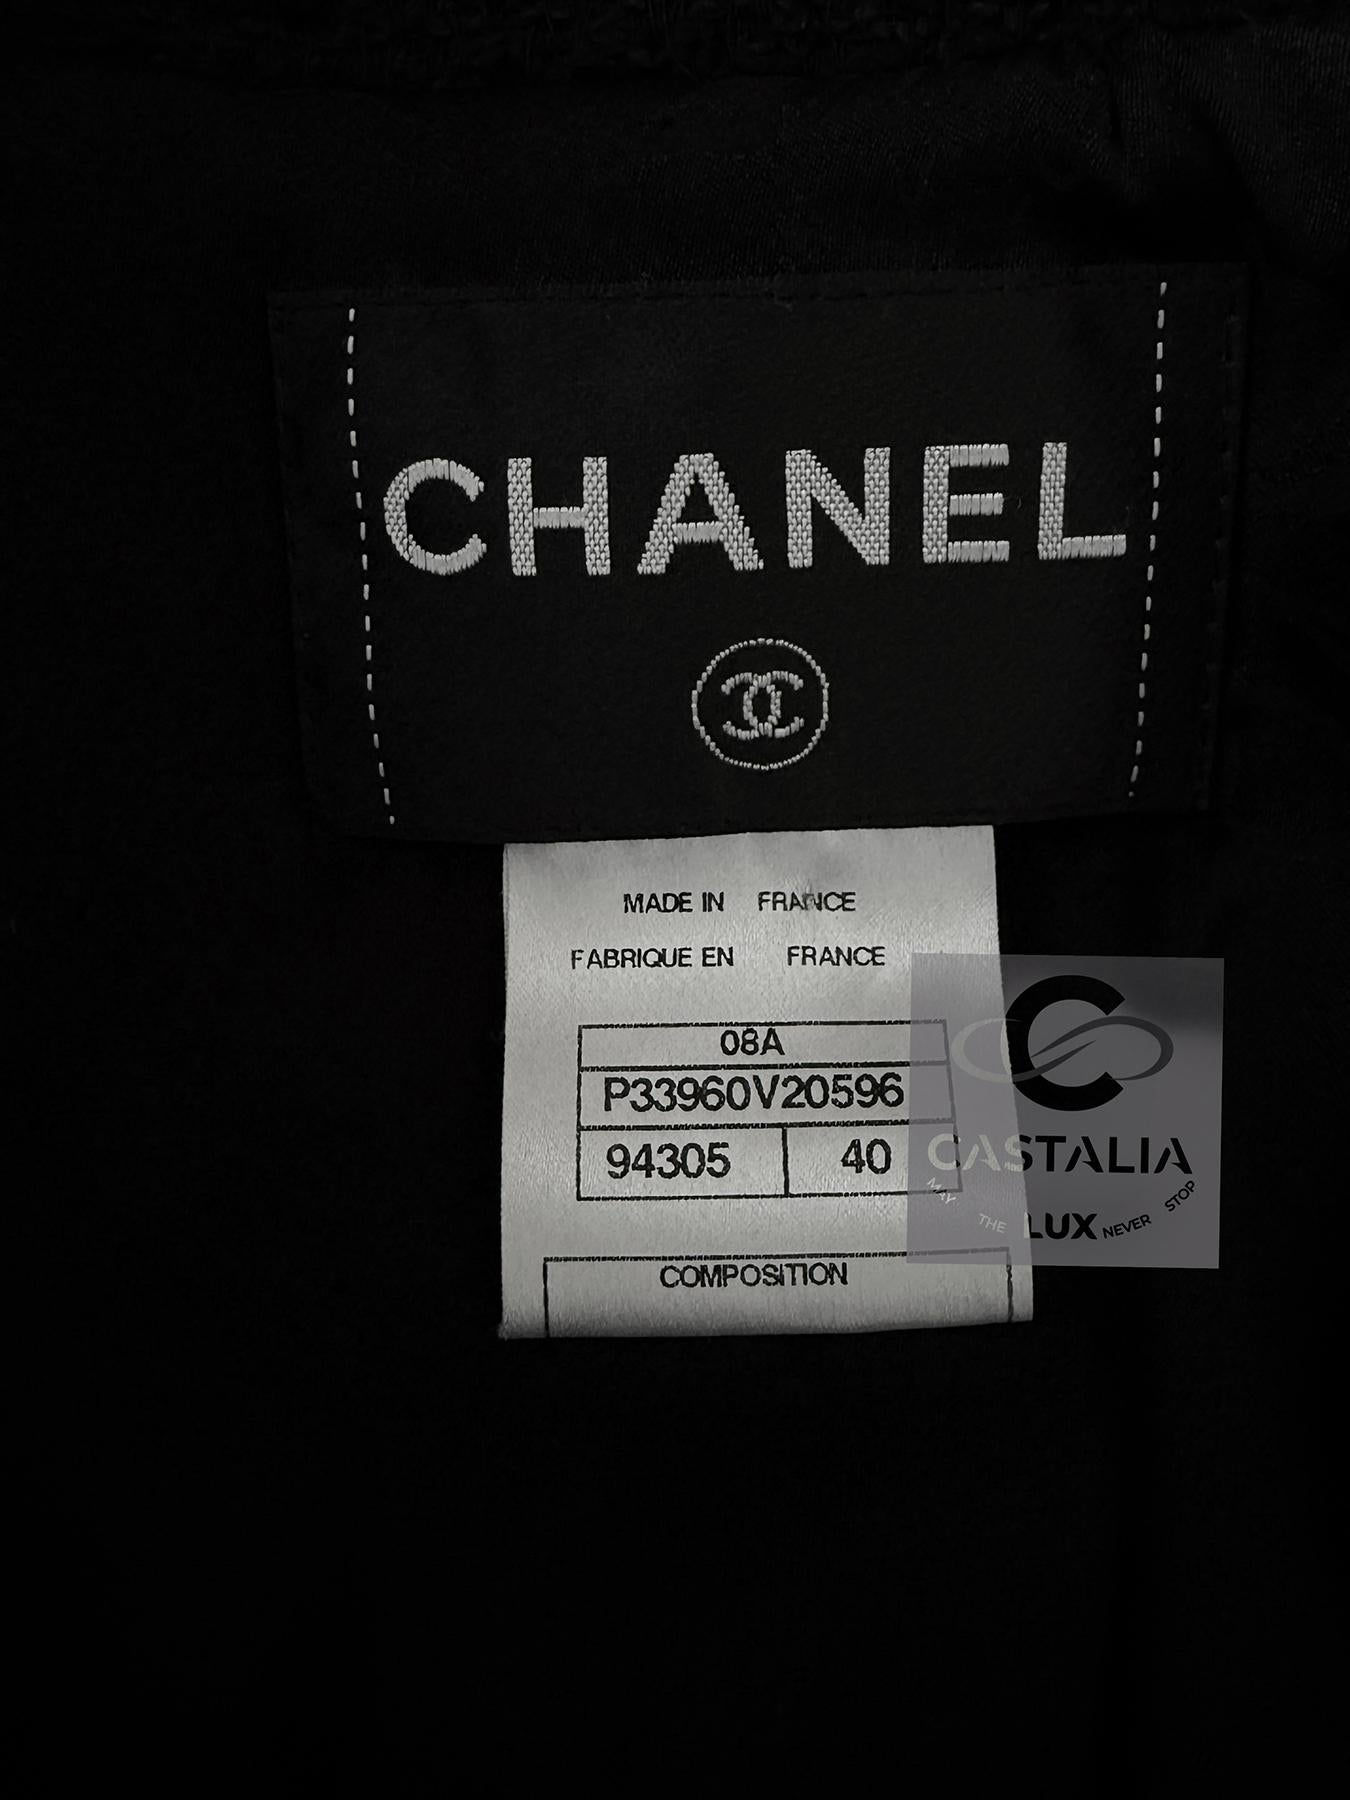 CHANEL
MADE IN FRANCE
FABRIQUE EN FRANCE
08A
P33960V20596
94305 40
COMPOSITION
CASTALIA
MAY THE LUX NEVER STOP